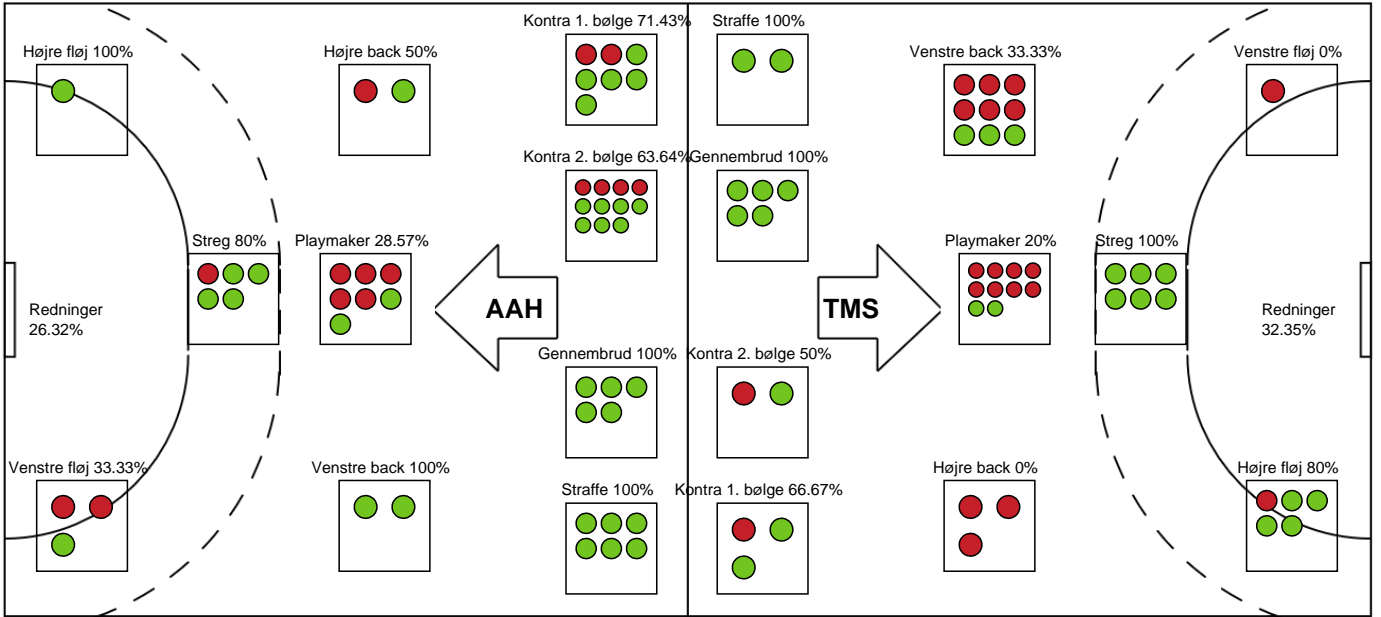 Kontra 1. bølge 71.43%
Straffe 100%
Højre fløj 100%
Højre back 50%
Venstre back 33.33%
Venstre fløj 0%
Kontra 2. bølge 63.64%
Gennembrud 100%
Streg 80%
Playmaker 28.57%
Playmaker 20%
Streg 100%
Redninger
26.32%
AAH
TMS
Redninger
32.35%
Gennembrud 100%
Kontra 2. bølge 50%
Venstre fløj 33.33%
Venstre back 100%
Straffe 100%
Kontra 1. bølge 66.67%
Højre back 0%
Højre fløj 80%